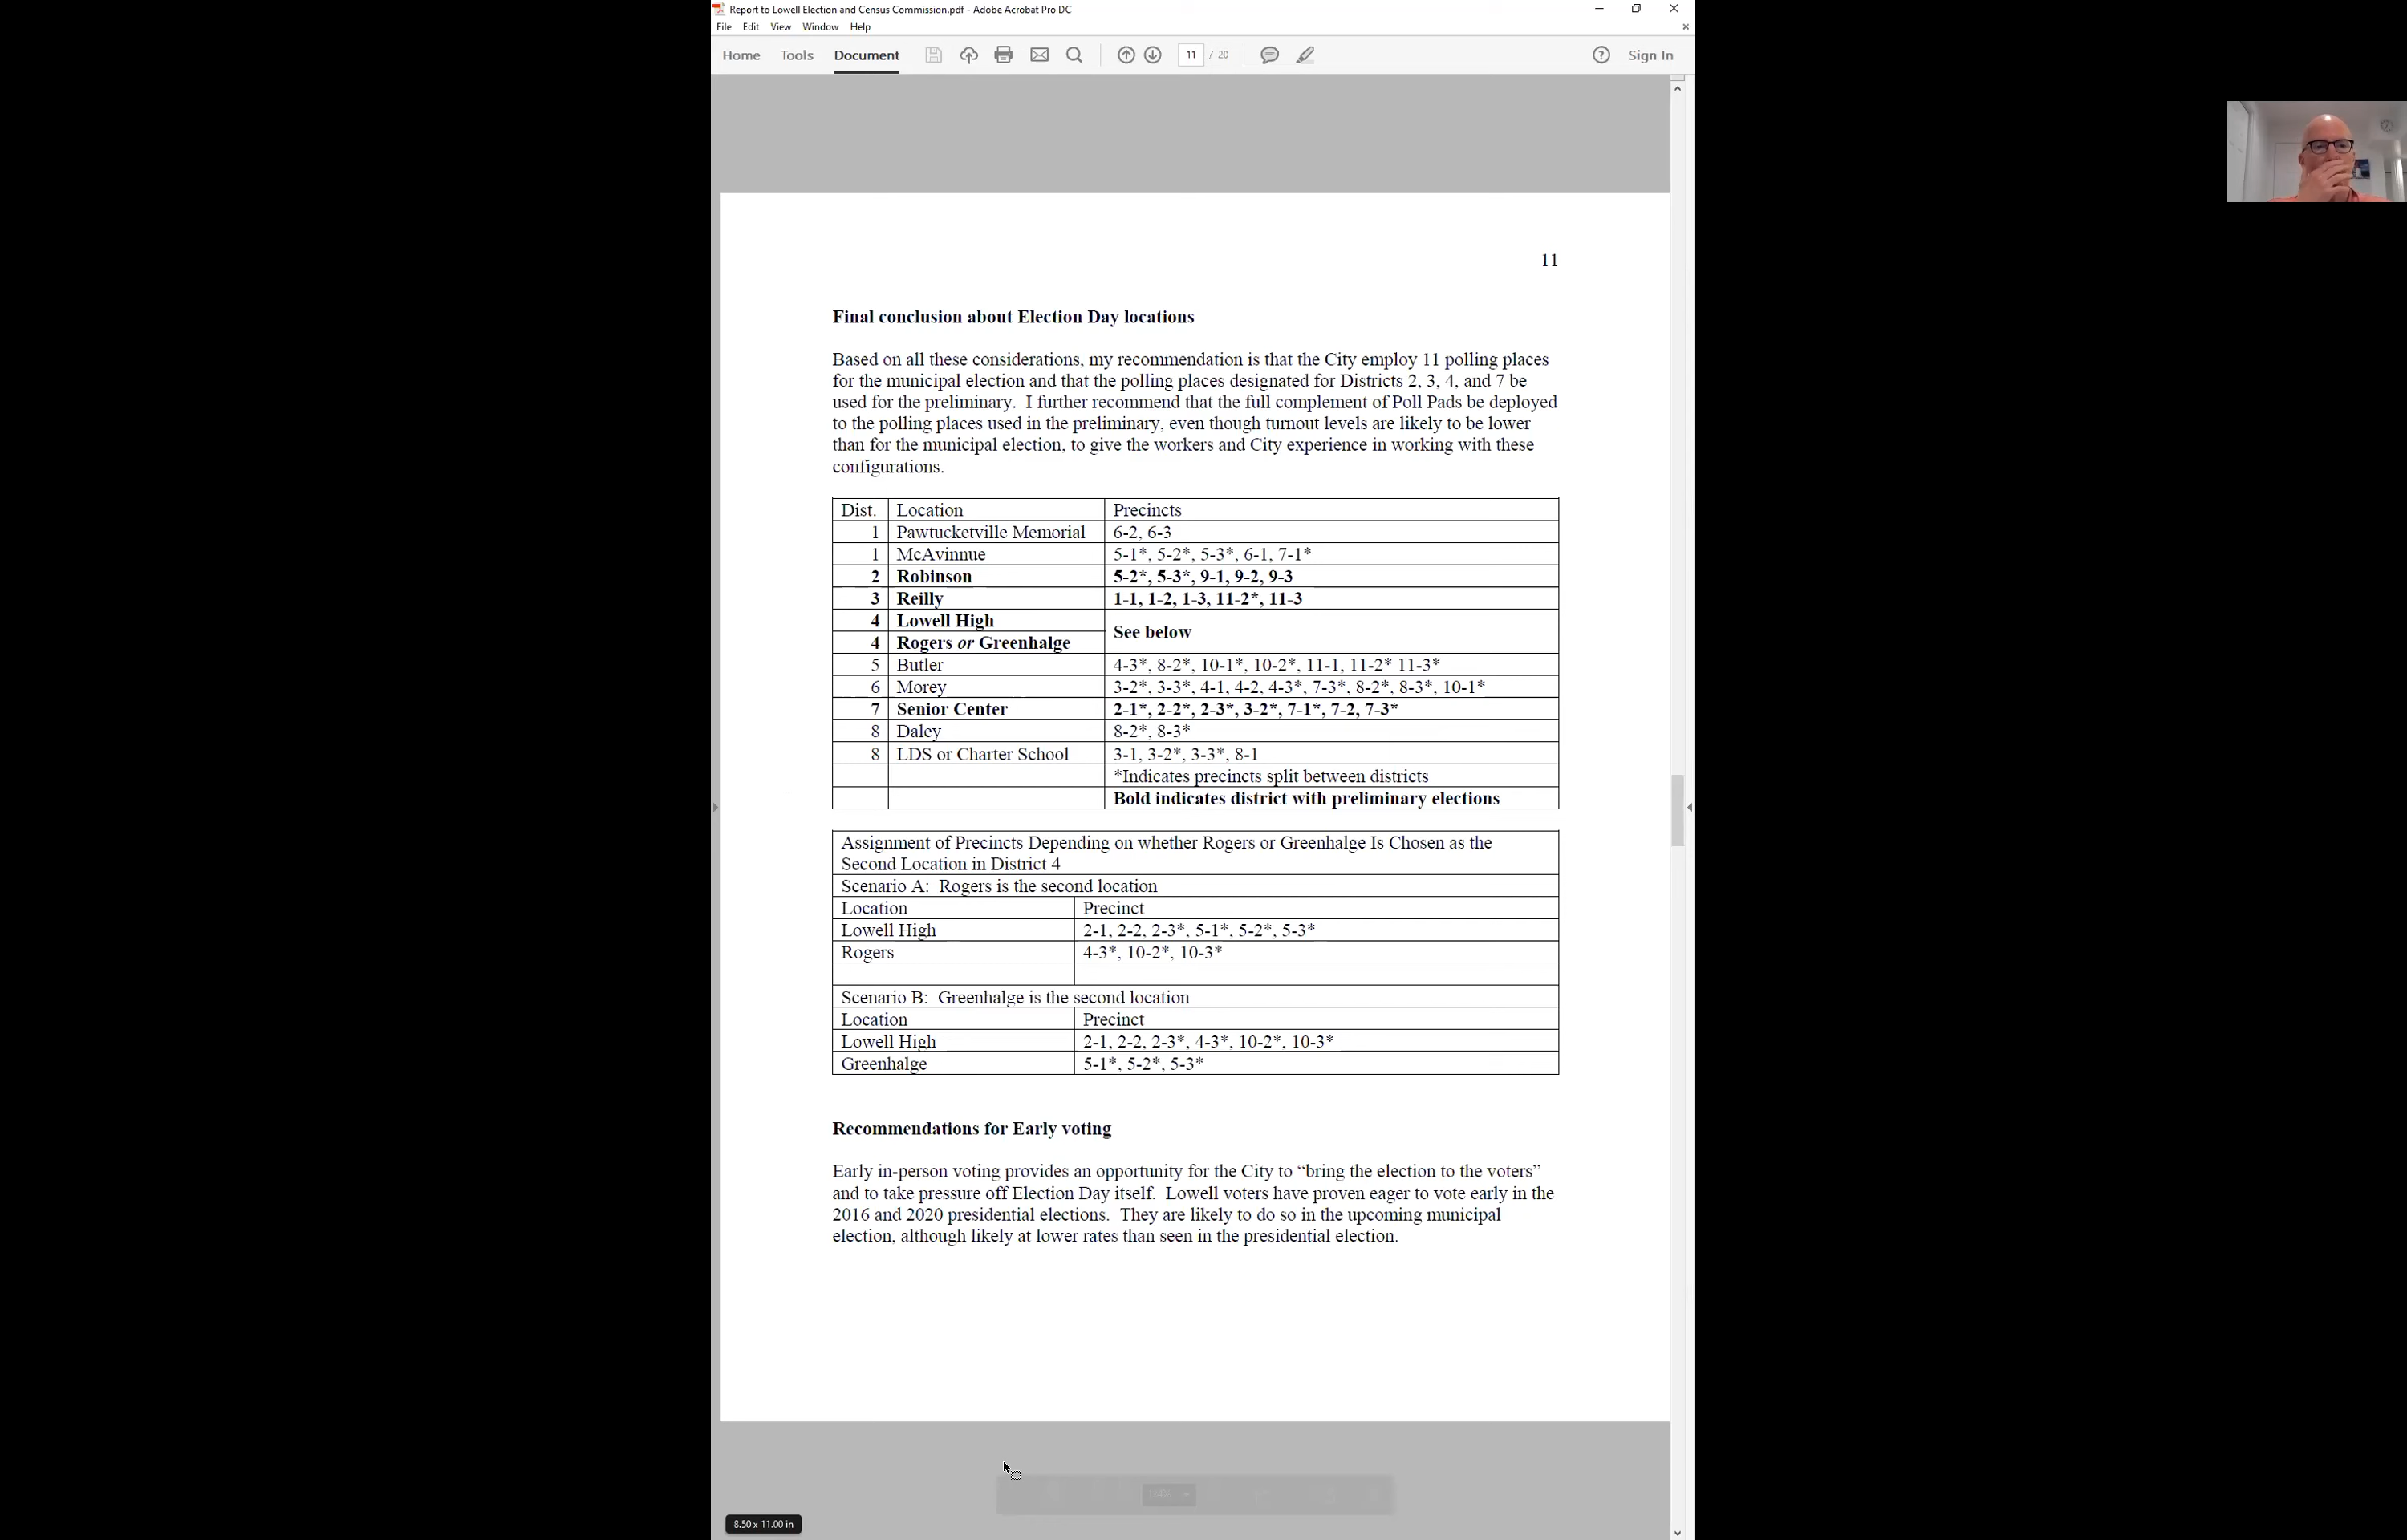 Report to Lowell Election and Census Commission.pdf - Adobe Acrobat Pro DC
File Edit View Window Help
Home Tools Document 11 / 20 Sign In
11
Final conclusion about Election Day locations
Based on all these considerations, my recommendation is that the City employ 11 polling places
for the municipal election and that the polling places designated for Districts 2, 3, 4, and 7 be
used for the preliminary. I further recommend that the full complement of Poll Pads be deployed
to the polling places used in the preliminary, even though turnout levels are likely to be lower
than for the municipal election, to give the workers and City experience in working with these
configurations.
Dist. Location Precincts
1 Pawtucketville Memorial 6-2, 6-3
1 McAvinnue 5-1*, 5-2*, 5-3*, 6-1, 7-1*
2 Robinson 5-2*, 5-3*, 9-1, 9-2, 9-3
3 Reilly 1-1, 1-2, 1-3, 11-2*, 11-3
4 Lowell High See below
4 Rogers or Greenhalge
5 Butler 4-3*, 8-2*, 10-1*, 10-2*, 11-1, 11-2* 11-3*
6 Morey 3-2*, 3-3*, 4-1, 4-2, 4-3*, 7-3*, 8-2*, 8-3*, 10-1*
7 Senior Center 2-1*, 2-2*, 2-3*, 3-2*, 7-1*, 7-2, 7-3*
8 Daley 8-2*, 8-3*
8 LDS or Charter School 3-1, 3-2*, 3-3*, 8-1
*Indicates precincts split between districts
Bold indicates district with preliminary elections
Assignment of Precincts Depending on whether Rogers or Greenhalge Is Chosen as the
Second Location in District 4
Scenario A: Rogers is the second location
Location Precinct
Lowell High 2-1, 2-2, 2-3*, 5-1*, 5-2*, 5-3*
Rogers 4-3*, 10-2*, 10-3*
Scenario B: Greenhalge is the second location
Location Precinct
Lowell High 2-1, 2-2, 2-3*, 4-3*, 10-2*, 10-3*
Greenhalge 5-1*, 5-2*, 5-3*
Recommendations for Early voting
Early in-person voting provides an opportunity for the City to “bring the election to the voters”
and to take pressure off Election Day itself. Lowell voters have proven eager to vote early in the
2016 and 2020 presidential elections. They are likely to do so in the upcoming municipal
election, although likely at lower rates than seen in the presidential election.
8.50 x 11.00 in